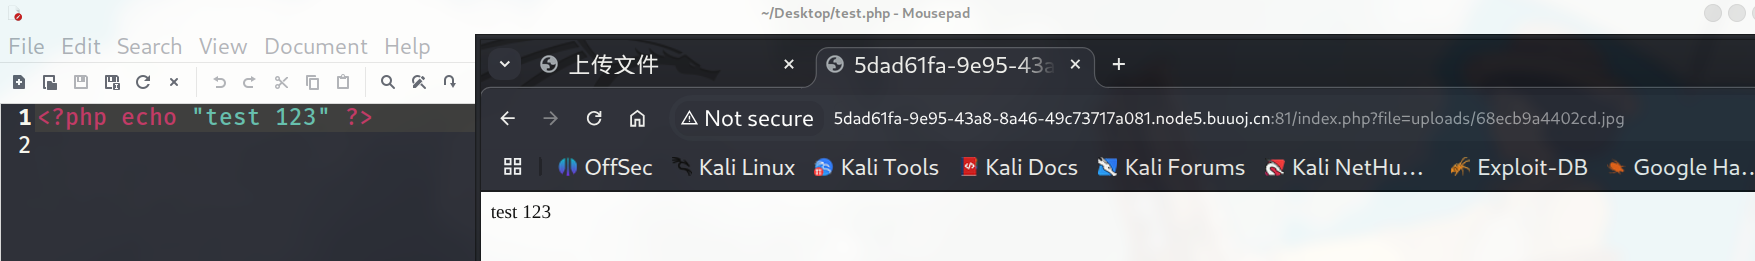 ~/Desktop/test.php - Mousepad
File Edit Search View Document Help
1 <?php echo "test 123" ?>
2
上传文件
5dad61fa-9e95-43a
Not secure 5dad61fa-9e95-43a8-8a46-49c73717a081.node5.buuoj.cn:81/index.php?file=uploads/68ecb9a4402cd.jpg
OffSec Kali Linux Kali Tools Kali Docs Kali Forums Kali NetHu... Exploit-DB Google Ha...
test 123